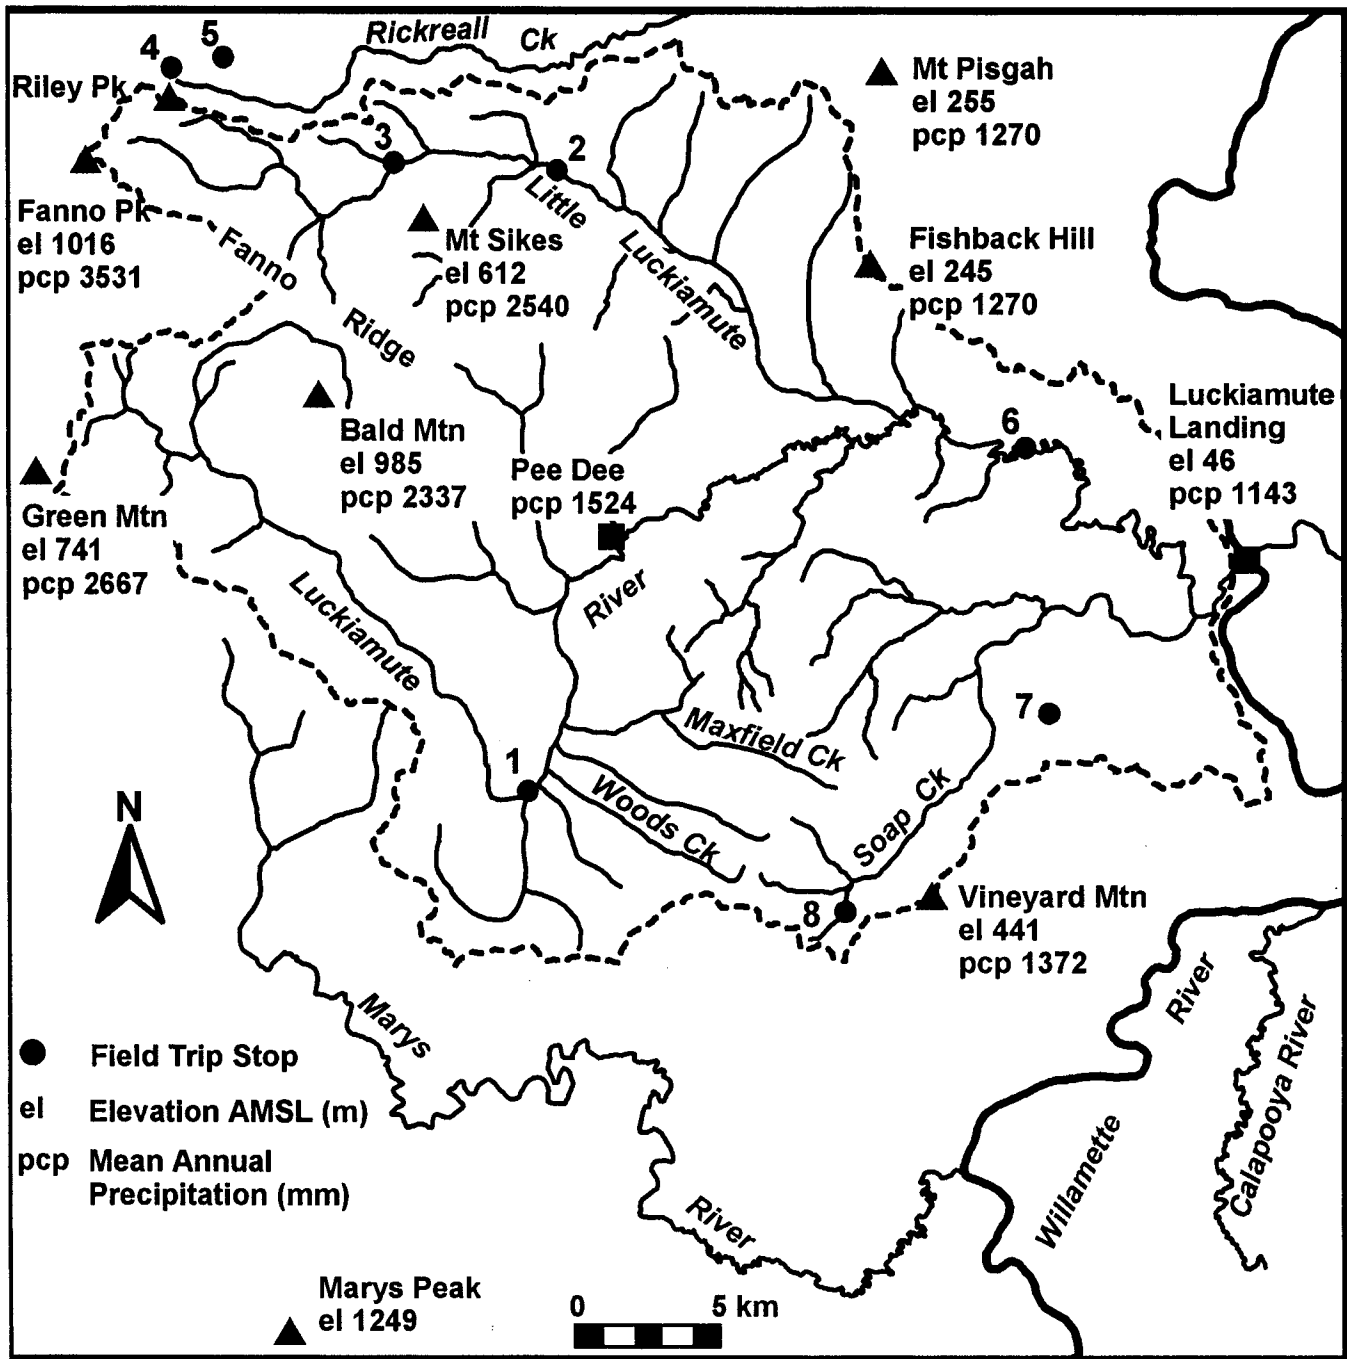 Rickreall Ck
4
5
Riley Pk
Mt Pisgah
el 255
pcp 1270
3
2
Little
Luckiamute
Fanno Pk
el 1016
pcp 3531
Fanno
Ridge
Mt Sikes
el 612
pcp 2540
Fishback Hill
el 245
pcp 1270
Bald Mtn
el 985
pcp 2337
Pee Dee
pcp 1524
6
Luckiamute
Landing
el 46
pcp 1143
Green Mtn
el 741
pcp 2667
Luckiamute
River
7
Maxfield Ck
1
Woods Ck
Soap Ck
N
8
Vineyard Mtn
el 441
pcp 1372
Marys
River
River
Willamette
Calapooya River
Field Trip Stop
el Elevation AMSL (m)
pcp Mean Annual
Precipitation (mm)
Marys Peak
el 1249
0 5 km